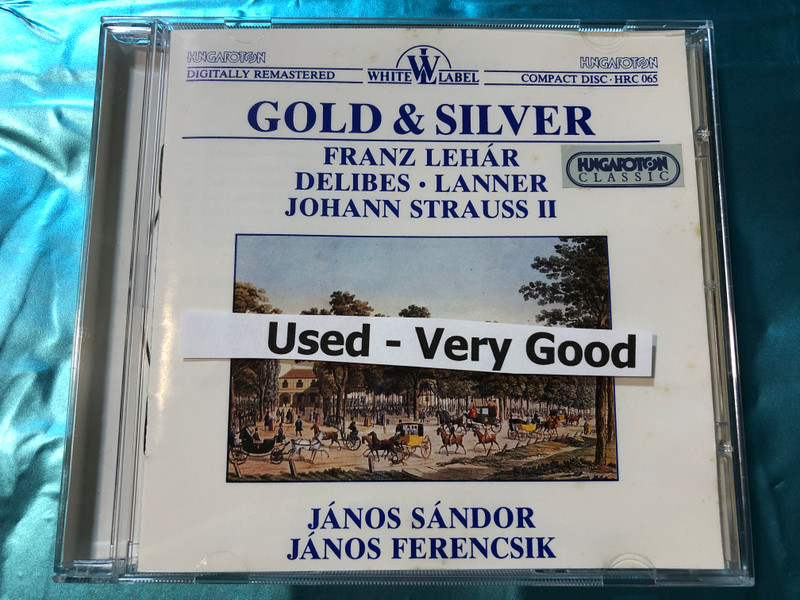 HUNGAROTON
DIGITALLY REMASTERED
W
WHITE LABEL
HUNGAROTON
COMPACT DISC · HRC 065
GOLD & SILVER
FRANZ LEHÁR
DELIBES · LANNER
JOHANN STRAUSS II
HUNGAROTON
CLASSIC
Used - Very Good
JÁNOS SÁNDOR
JÁNOS FERENCSIK